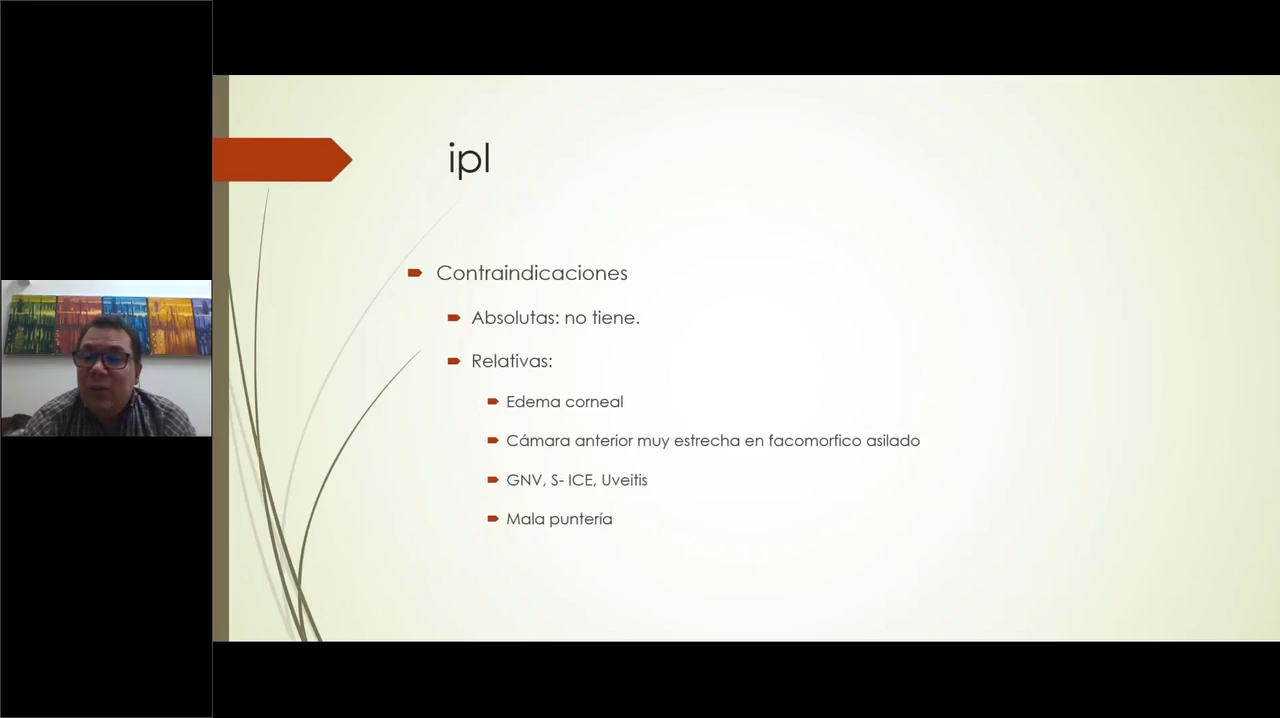 ipl
Contraindicaciones
Absolutas: no tiene.
Relativas:
Edema corneal
Cámara anterior muy estrecha en facomorfico asilado
GNV, S- ICE, Uveitis
Mala puntería